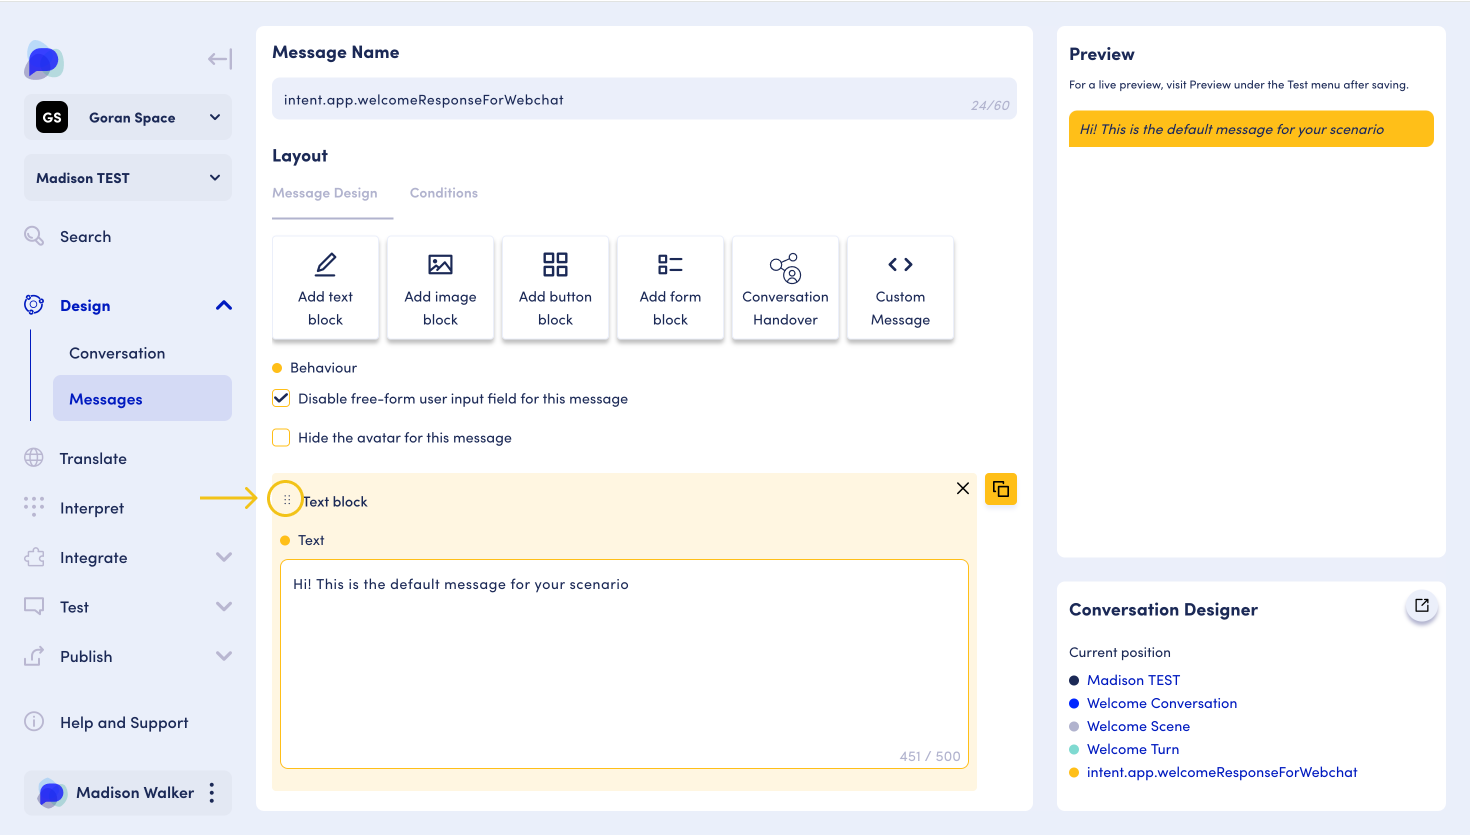 GS
Goran Space
Madison TEST
Search
Design
Conversation
Messages
Translate
Interpret
Integrate
Test
Publish
Help and Support
Madison Walker
Message Name
intent.app.welcomeResponseForWebchat
24/60
Layout
Message Design
Conditions
Add text
block
Add image
block
Add button
block
Add form
block
Conversation
Handover
Custom
Message
Behaviour
Disable free-form user input field for this message
Hide the avatar for this message
Text block
Text
Hi! This is the default message for your scenario
451 / 500
Preview
For a live preview, visit Preview under the Test menu after saving.
Hi! This is the default message for your scenario
Conversation Designer
Current position
Madison TEST
Welcome Conversation
Welcome Scene
Welcome Turn
intent.app.welcomeResponseForWebchat